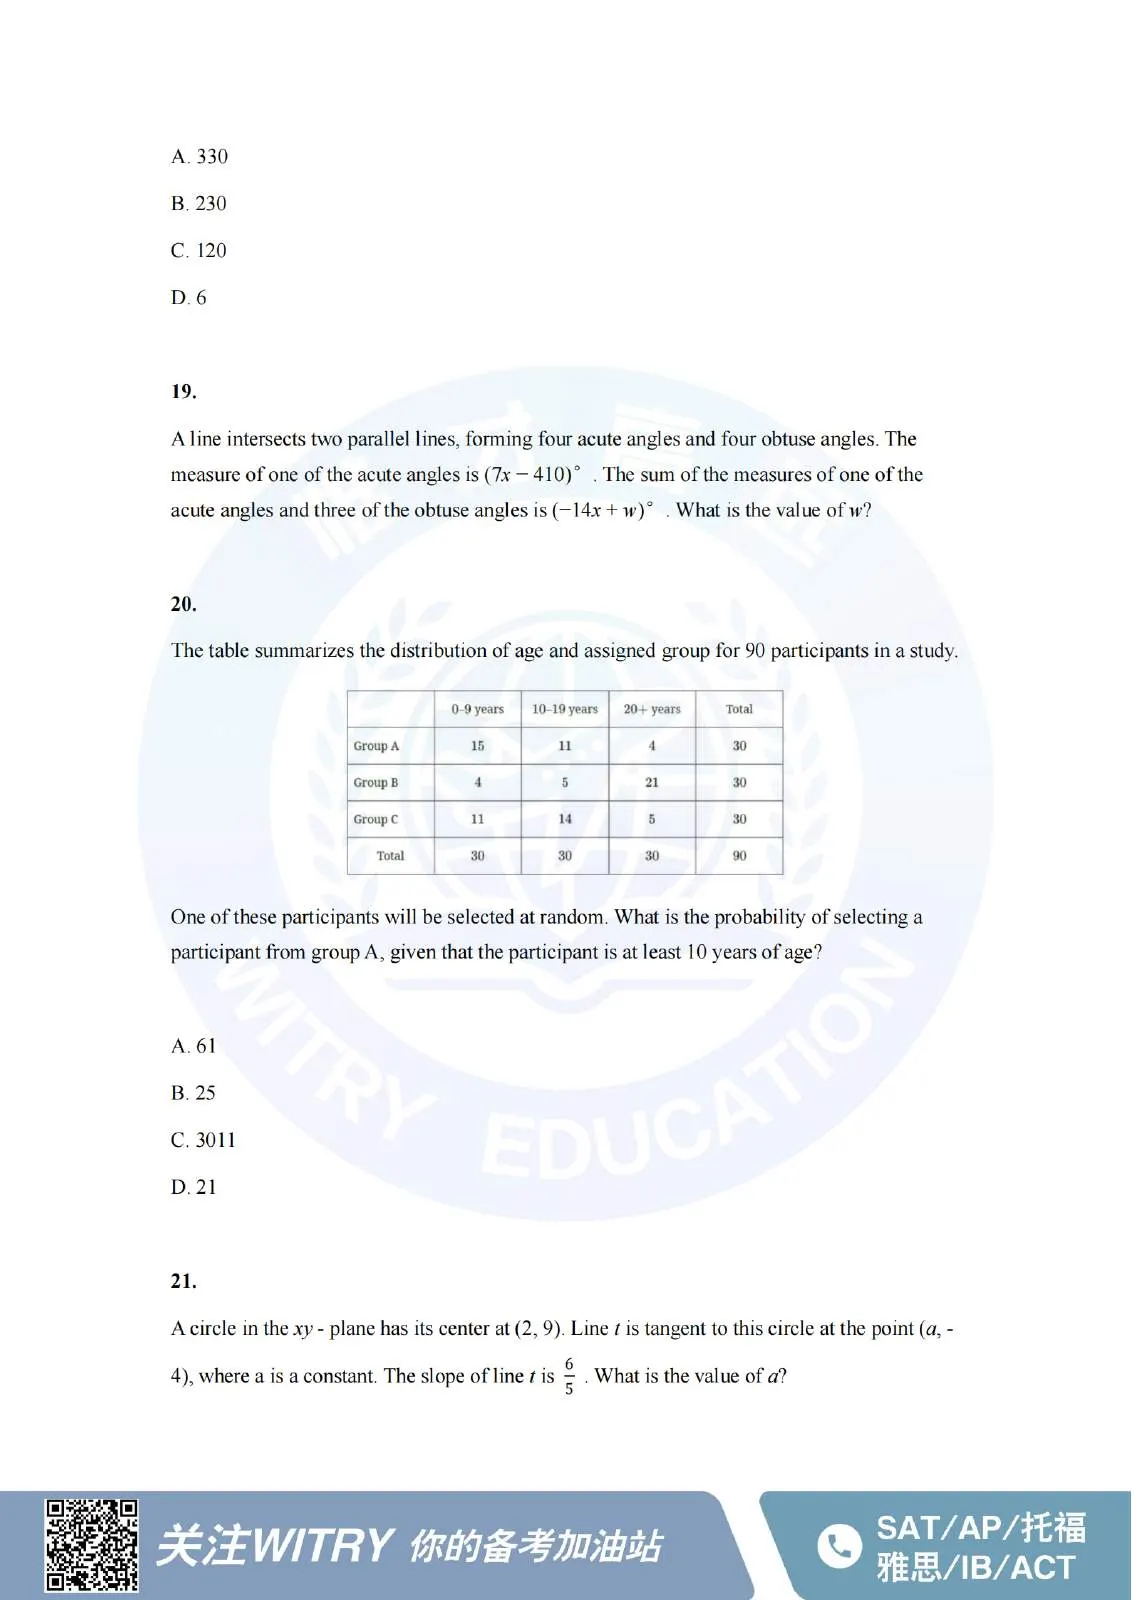 A. 330
B. 230
C. 120
D. 6
19.
A line intersects two parallel lines, forming four acute angles and four obtuse angles. The
measure of one of the acute angles is (7x − 410)° . The sum of the measures of one of the
acute angles and three of the obtuse angles is (−14x + w)° . What is the value of w?
20.
The table summarizes the distribution of age and assigned group for 90 participants in a study.
0–9 years 10–19 years 20+ years Total
Group A 15 11 4 30
Group B 4 5 21 30
Group C 11 14 5 30
Total 30 30 30 90
One of these participants will be selected at random. What is the probability of selecting a
participant from group A, given that the participant is at least 10 years of age?
A. 61
B. 25
C. 3011
D. 21
WITRY EDUCATION
21.
A circle in the xy - plane has its center at (2, 9). Line t is tangent to this circle at the point (a, -
4), where a is a constant. The slope of line t is 6/5 . What is the value of a?
关注WITRY 你的备考加油站
SAT/AP/托福
雅思/IB/ACT